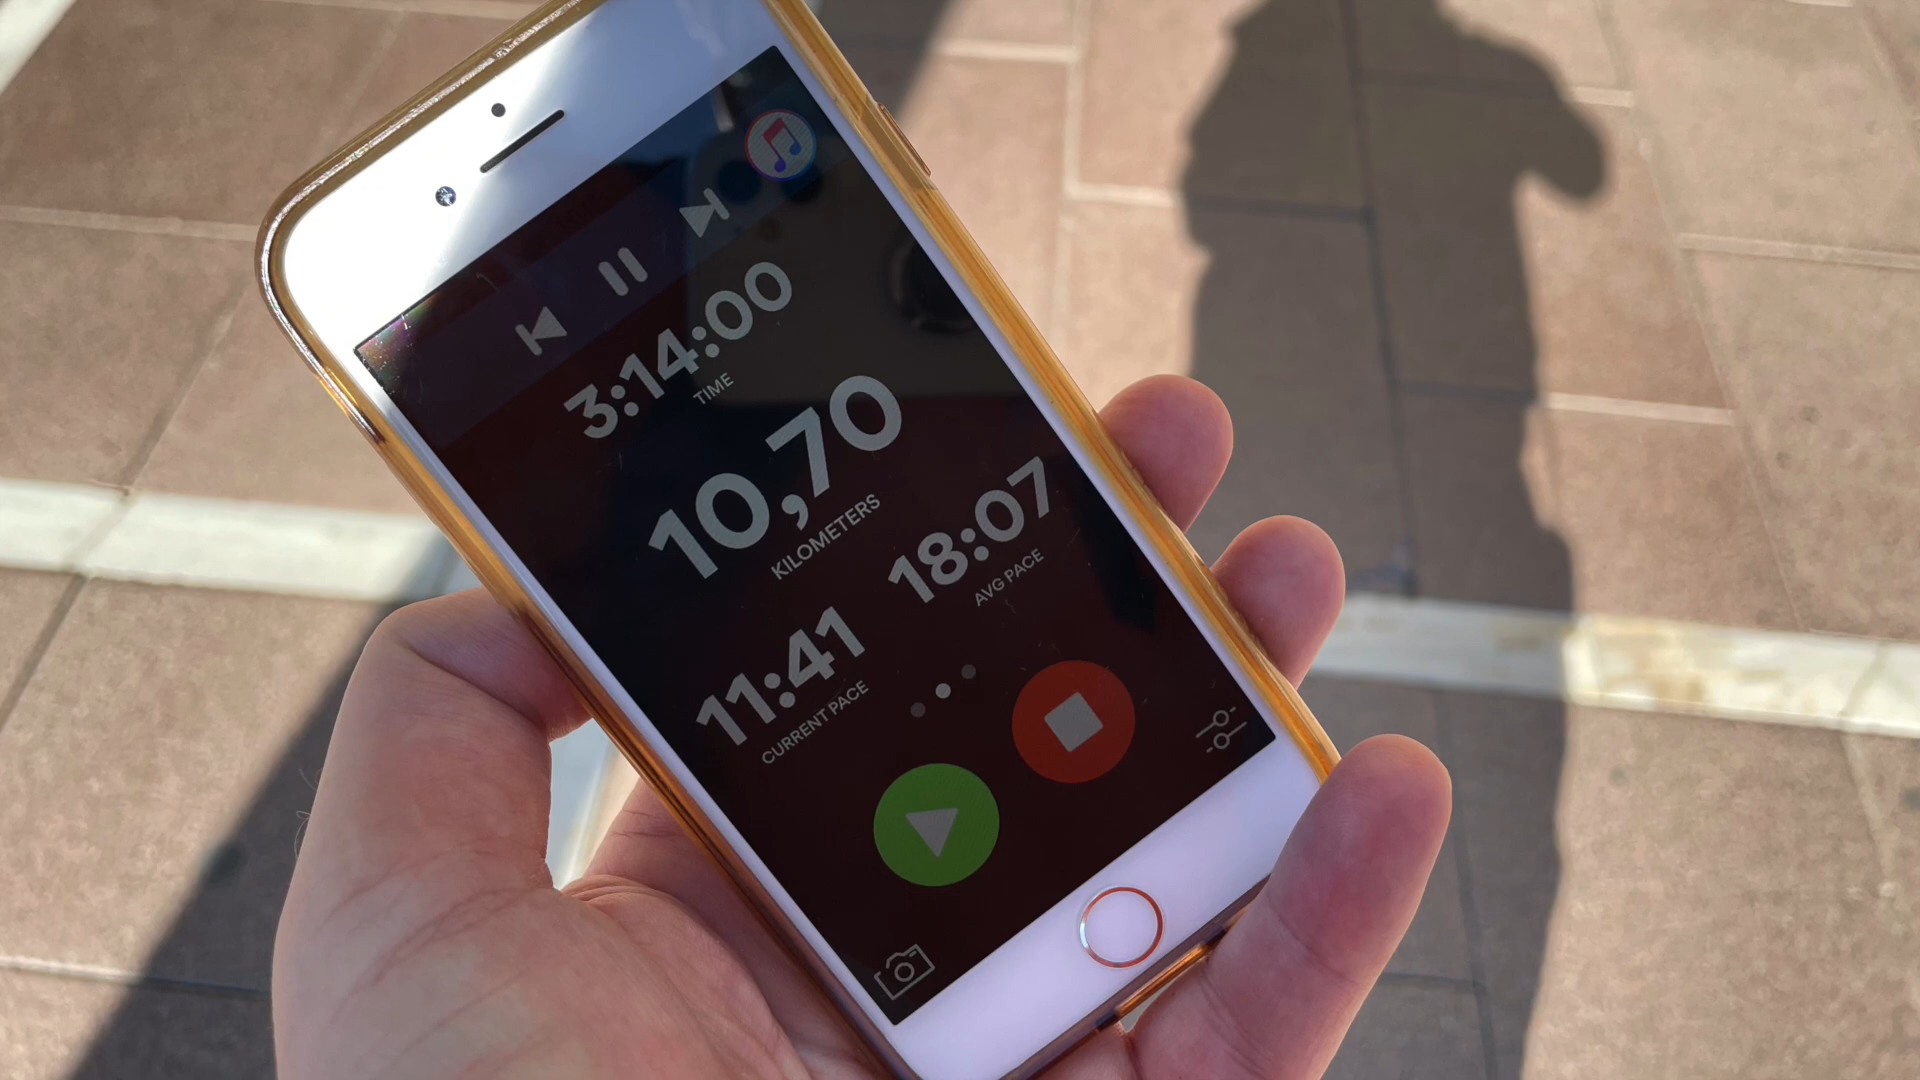 3:14:00
TIME
10,70
KILOMETERS
11:41
CURRENT PACE
18:07
AVG PACE